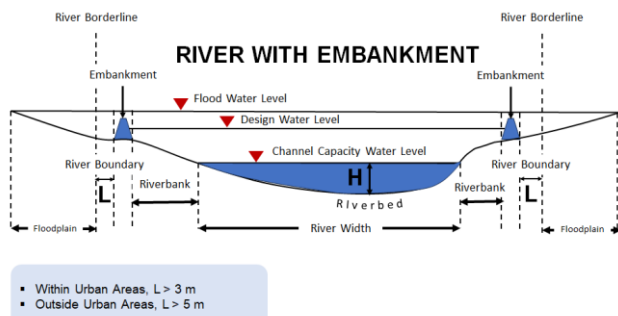 River Borderline
River Borderline
RIVER WITH EMBANKMENT
Embankment
Embankment
Flood Water Level
Design Water Level
Channel Capacity Water Level
River Boundary
River Boundary
H
L
Riverbank
Riverbank
L
Riverbed
Floodplain
River Width
Floodplain
▪ Within Urban Areas, L > 3 m
▪ Outside Urban Areas, L > 5 m